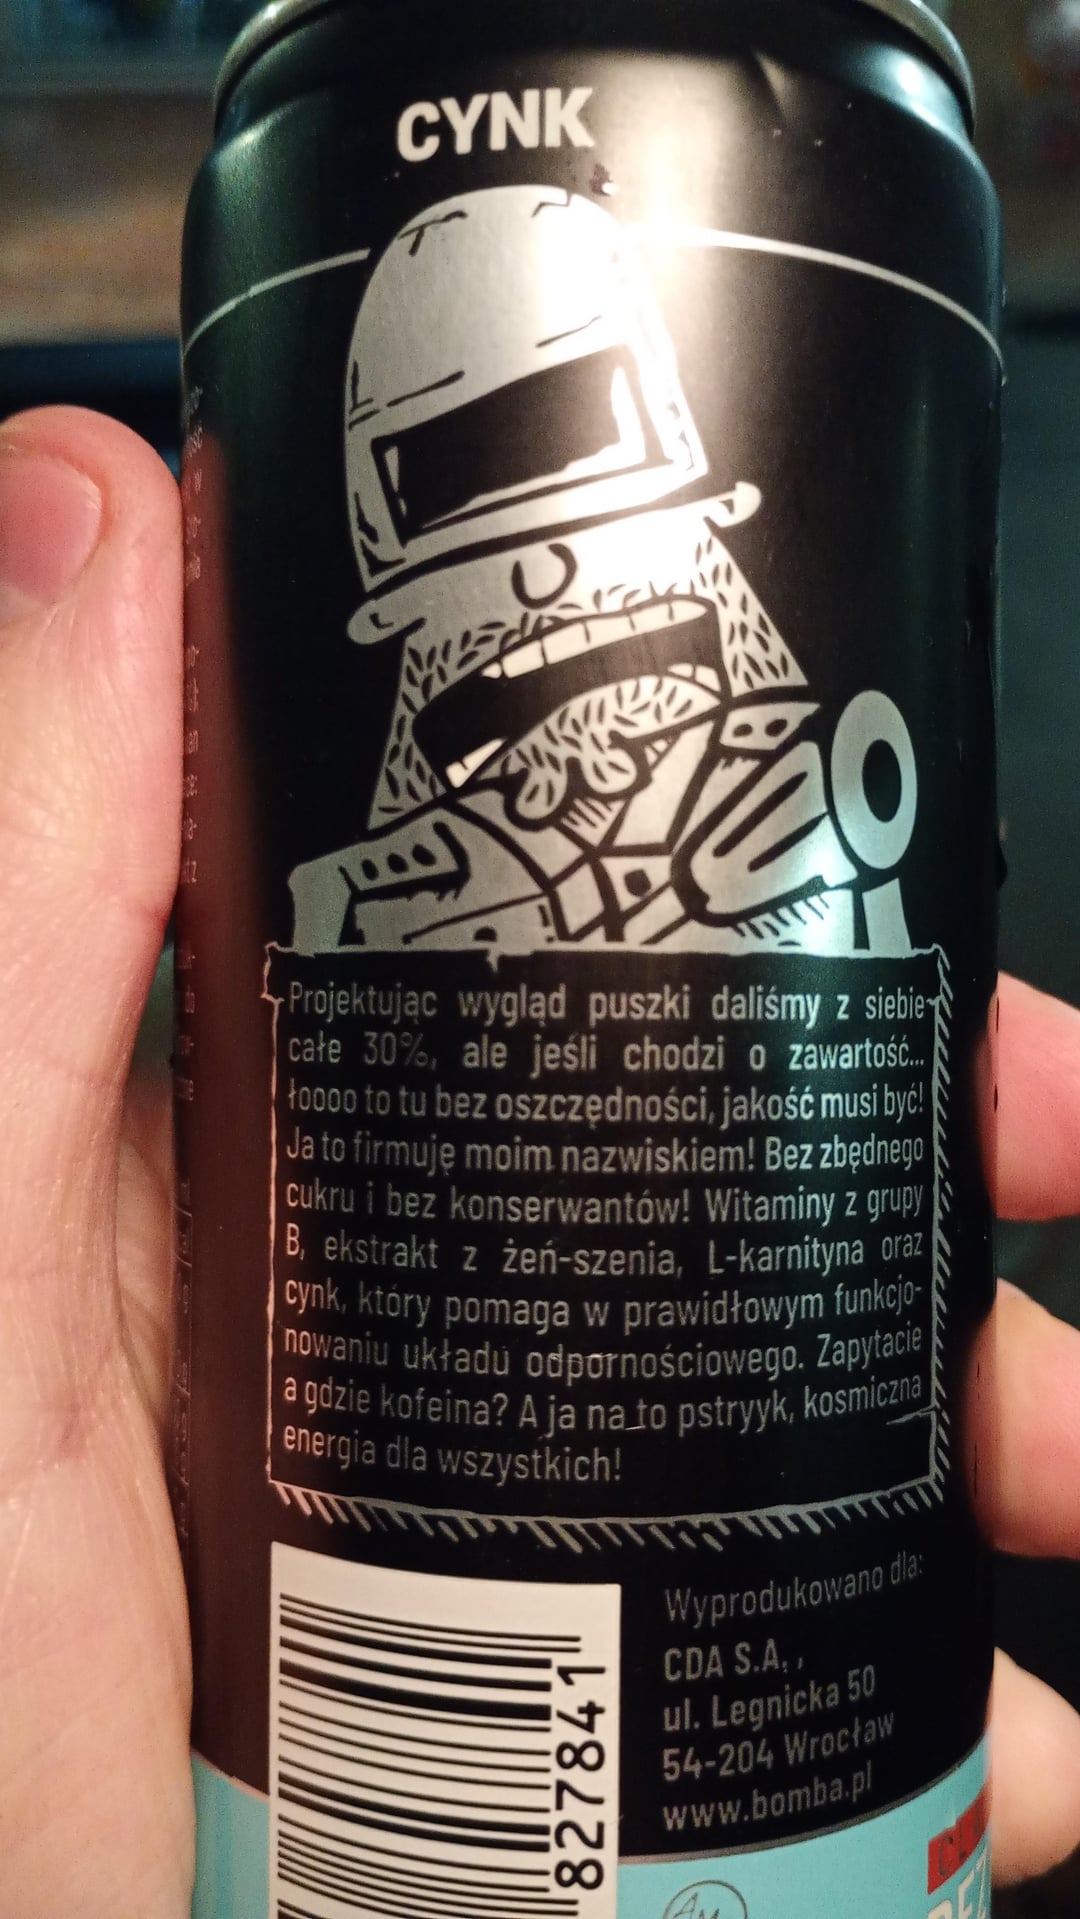 CYNK
Projektując wygląd puszki daliśmy z siebie
całe 30%, ale jeśli chodzi o zawartość...
łoooo to tu bez oszczędności, jakość musi być!
Ja to firmuję moim nazwiskiem! Bez zbędnego
cukru i bez konserwantów! Witaminy z grupy
B, ekstrakt z żeń-szenia, L-karnityna oraz
cynk, który pomaga w prawidłowym funkcjo-
nowaniu układu odpornościowego. Zapytacie
a gdzie kofeina? A ja na to pstryyk, kosmiczna
energia dla wszystkich!
Wyprodukowano dla:
CDA S.A.,
ul. Legnicka 50
54-204 Wrocław
www.bomba.pl
827841